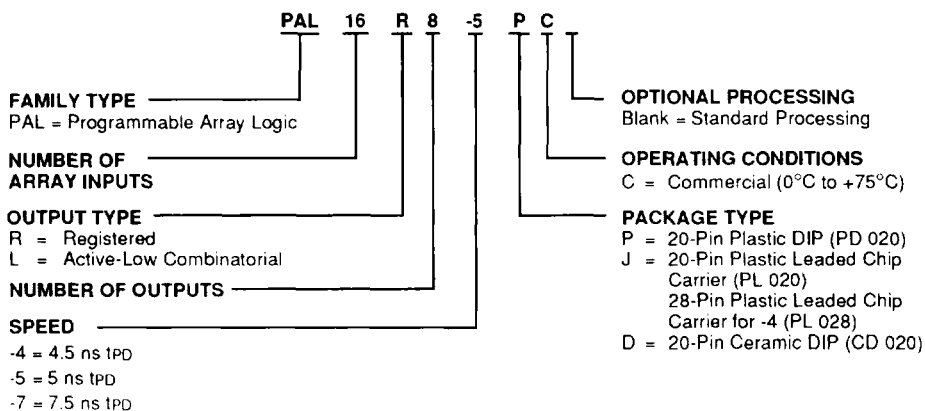 PAL 16 R 8 -5 P C
FAMILY TYPE
PAL = Programmable Array Logic
NUMBER OF
ARRAY INPUTS
OUTPUT TYPE
R = Registered
L = Active-Low Combinatorial
NUMBER OF OUTPUTS
SPEED
-4 = 4.5 ns tPD
-5 = 5 ns tPD
-7 = 7.5 ns tPD
OPTIONAL PROCESSING
Blank = Standard Processing
OPERATING CONDITIONS
C = Commercial (0°C to +75°C)
PACKAGE TYPE
P = 20-Pin Plastic DIP (PD 020)
J = 20-Pin Plastic Leaded Chip
Carrier (PL 020)
28-Pin Plastic Leaded Chip
Carrier for -4 (PL 028)
D = 20-Pin Ceramic DIP (CD 020)